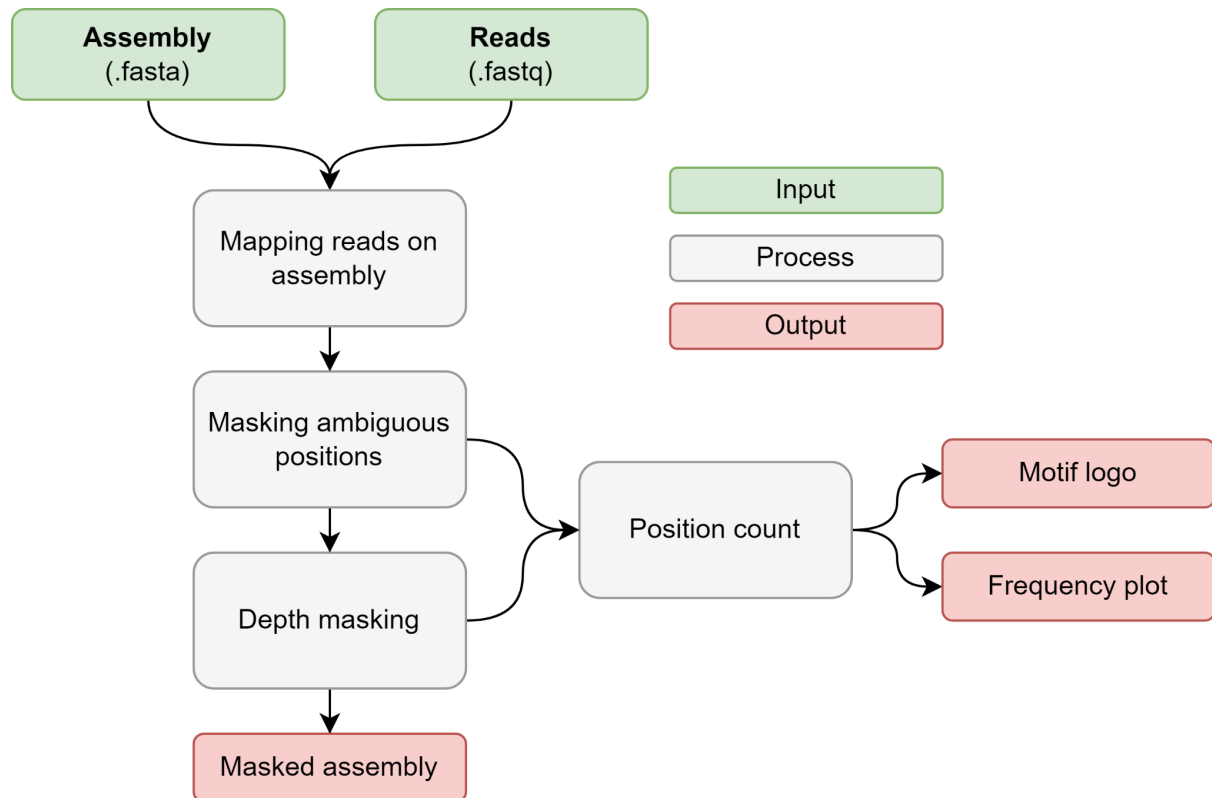 Assembly
(.fasta)
Reads
(.fastq)
Mapping reads on
assembly
Input
Process
Output
Masking ambiguous
positions
Position count
Motif logo
Frequency plot
Depth masking
Masked assembly